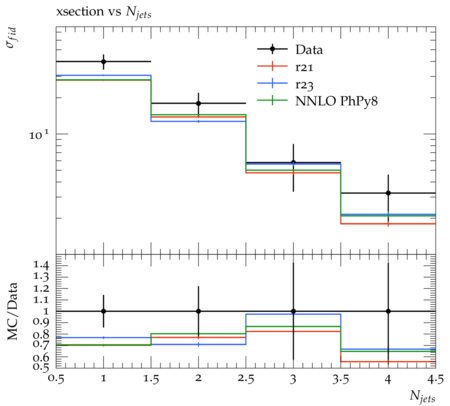 xsection vs N_jets
σ_fid
Data
r21
r23
NNLO PhPy8
10^1
MC/Data
1.4
1.3
1.2
1.1
1
0.9
0.8
0.7
0.6
0.5
0.5 1 1.5 2 2.5 3 3.5 4 4.5
N_jets